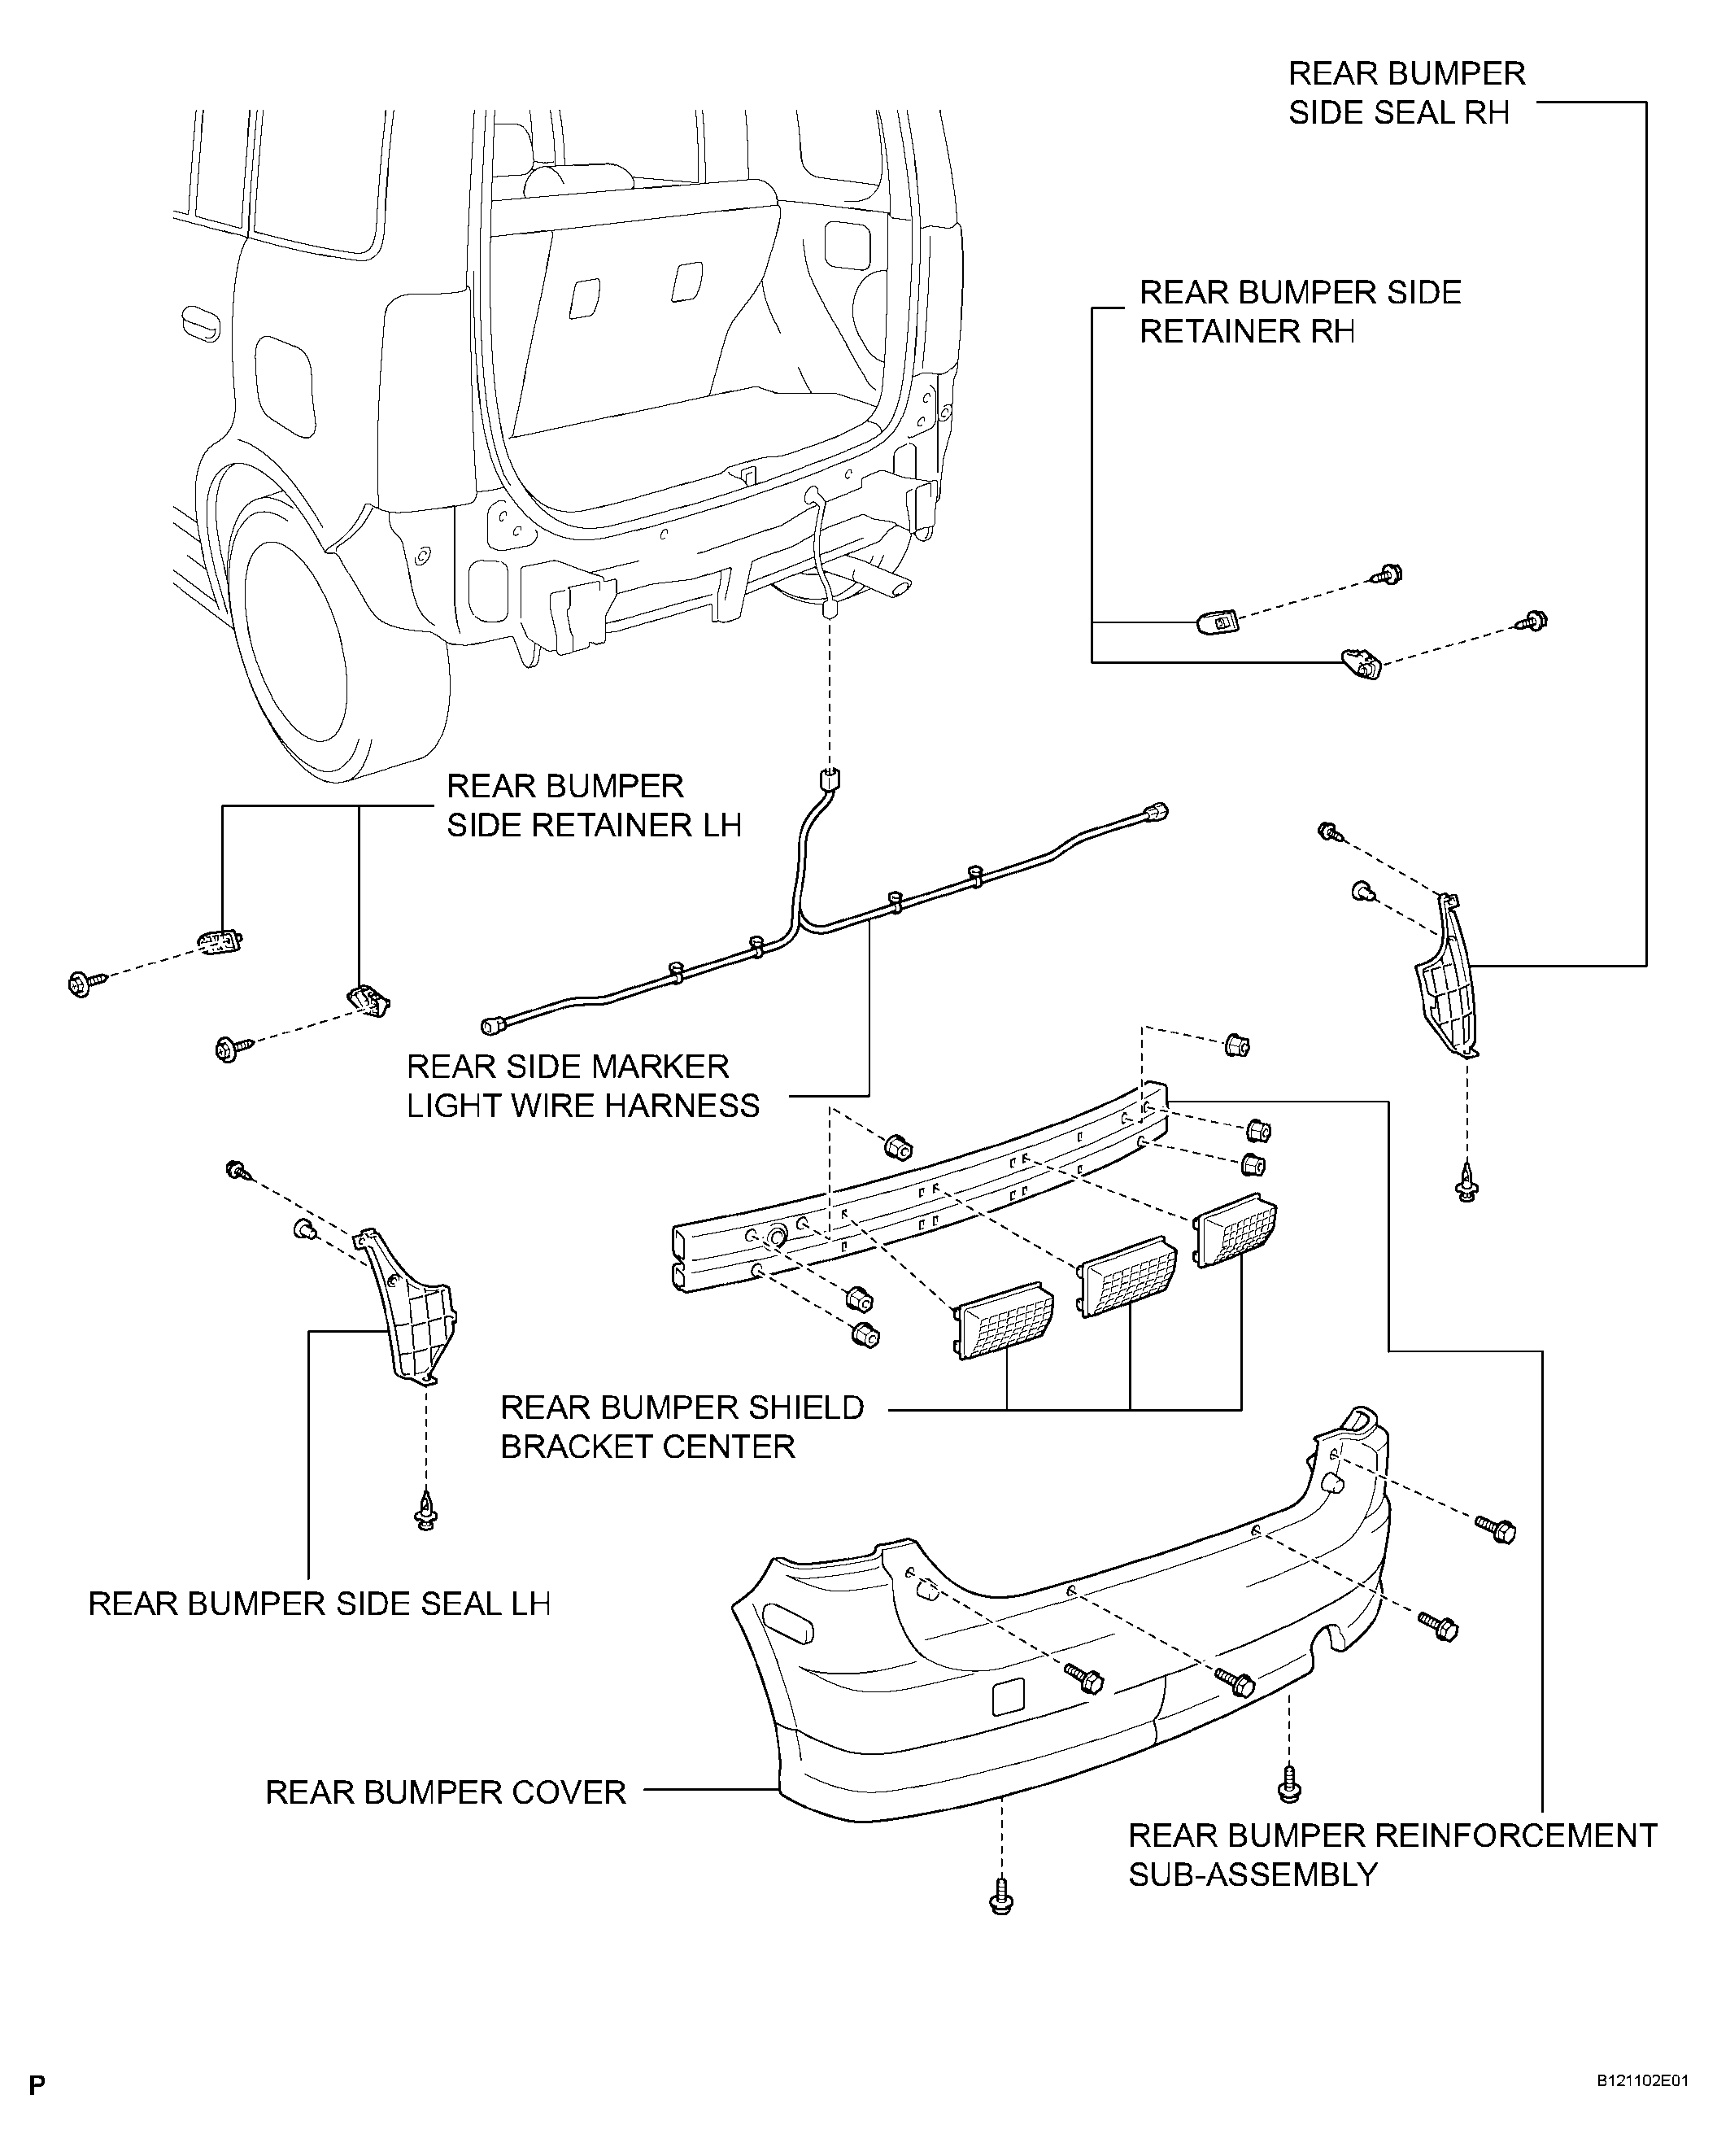 REAR BUMPER
SIDE SEAL RH
REAR BUMPER SIDE
RETAINER RH
REAR BUMPER
SIDE RETAINER LH
REAR SIDE MARKER
LIGHT WIRE HARNESS
REAR BUMPER SHIELD
BRACKET CENTER
REAR BUMPER SIDE SEAL LH
REAR BUMPER COVER
REAR BUMPER REINFORCEMENT
SUB-ASSEMBLY
P
B121102E01